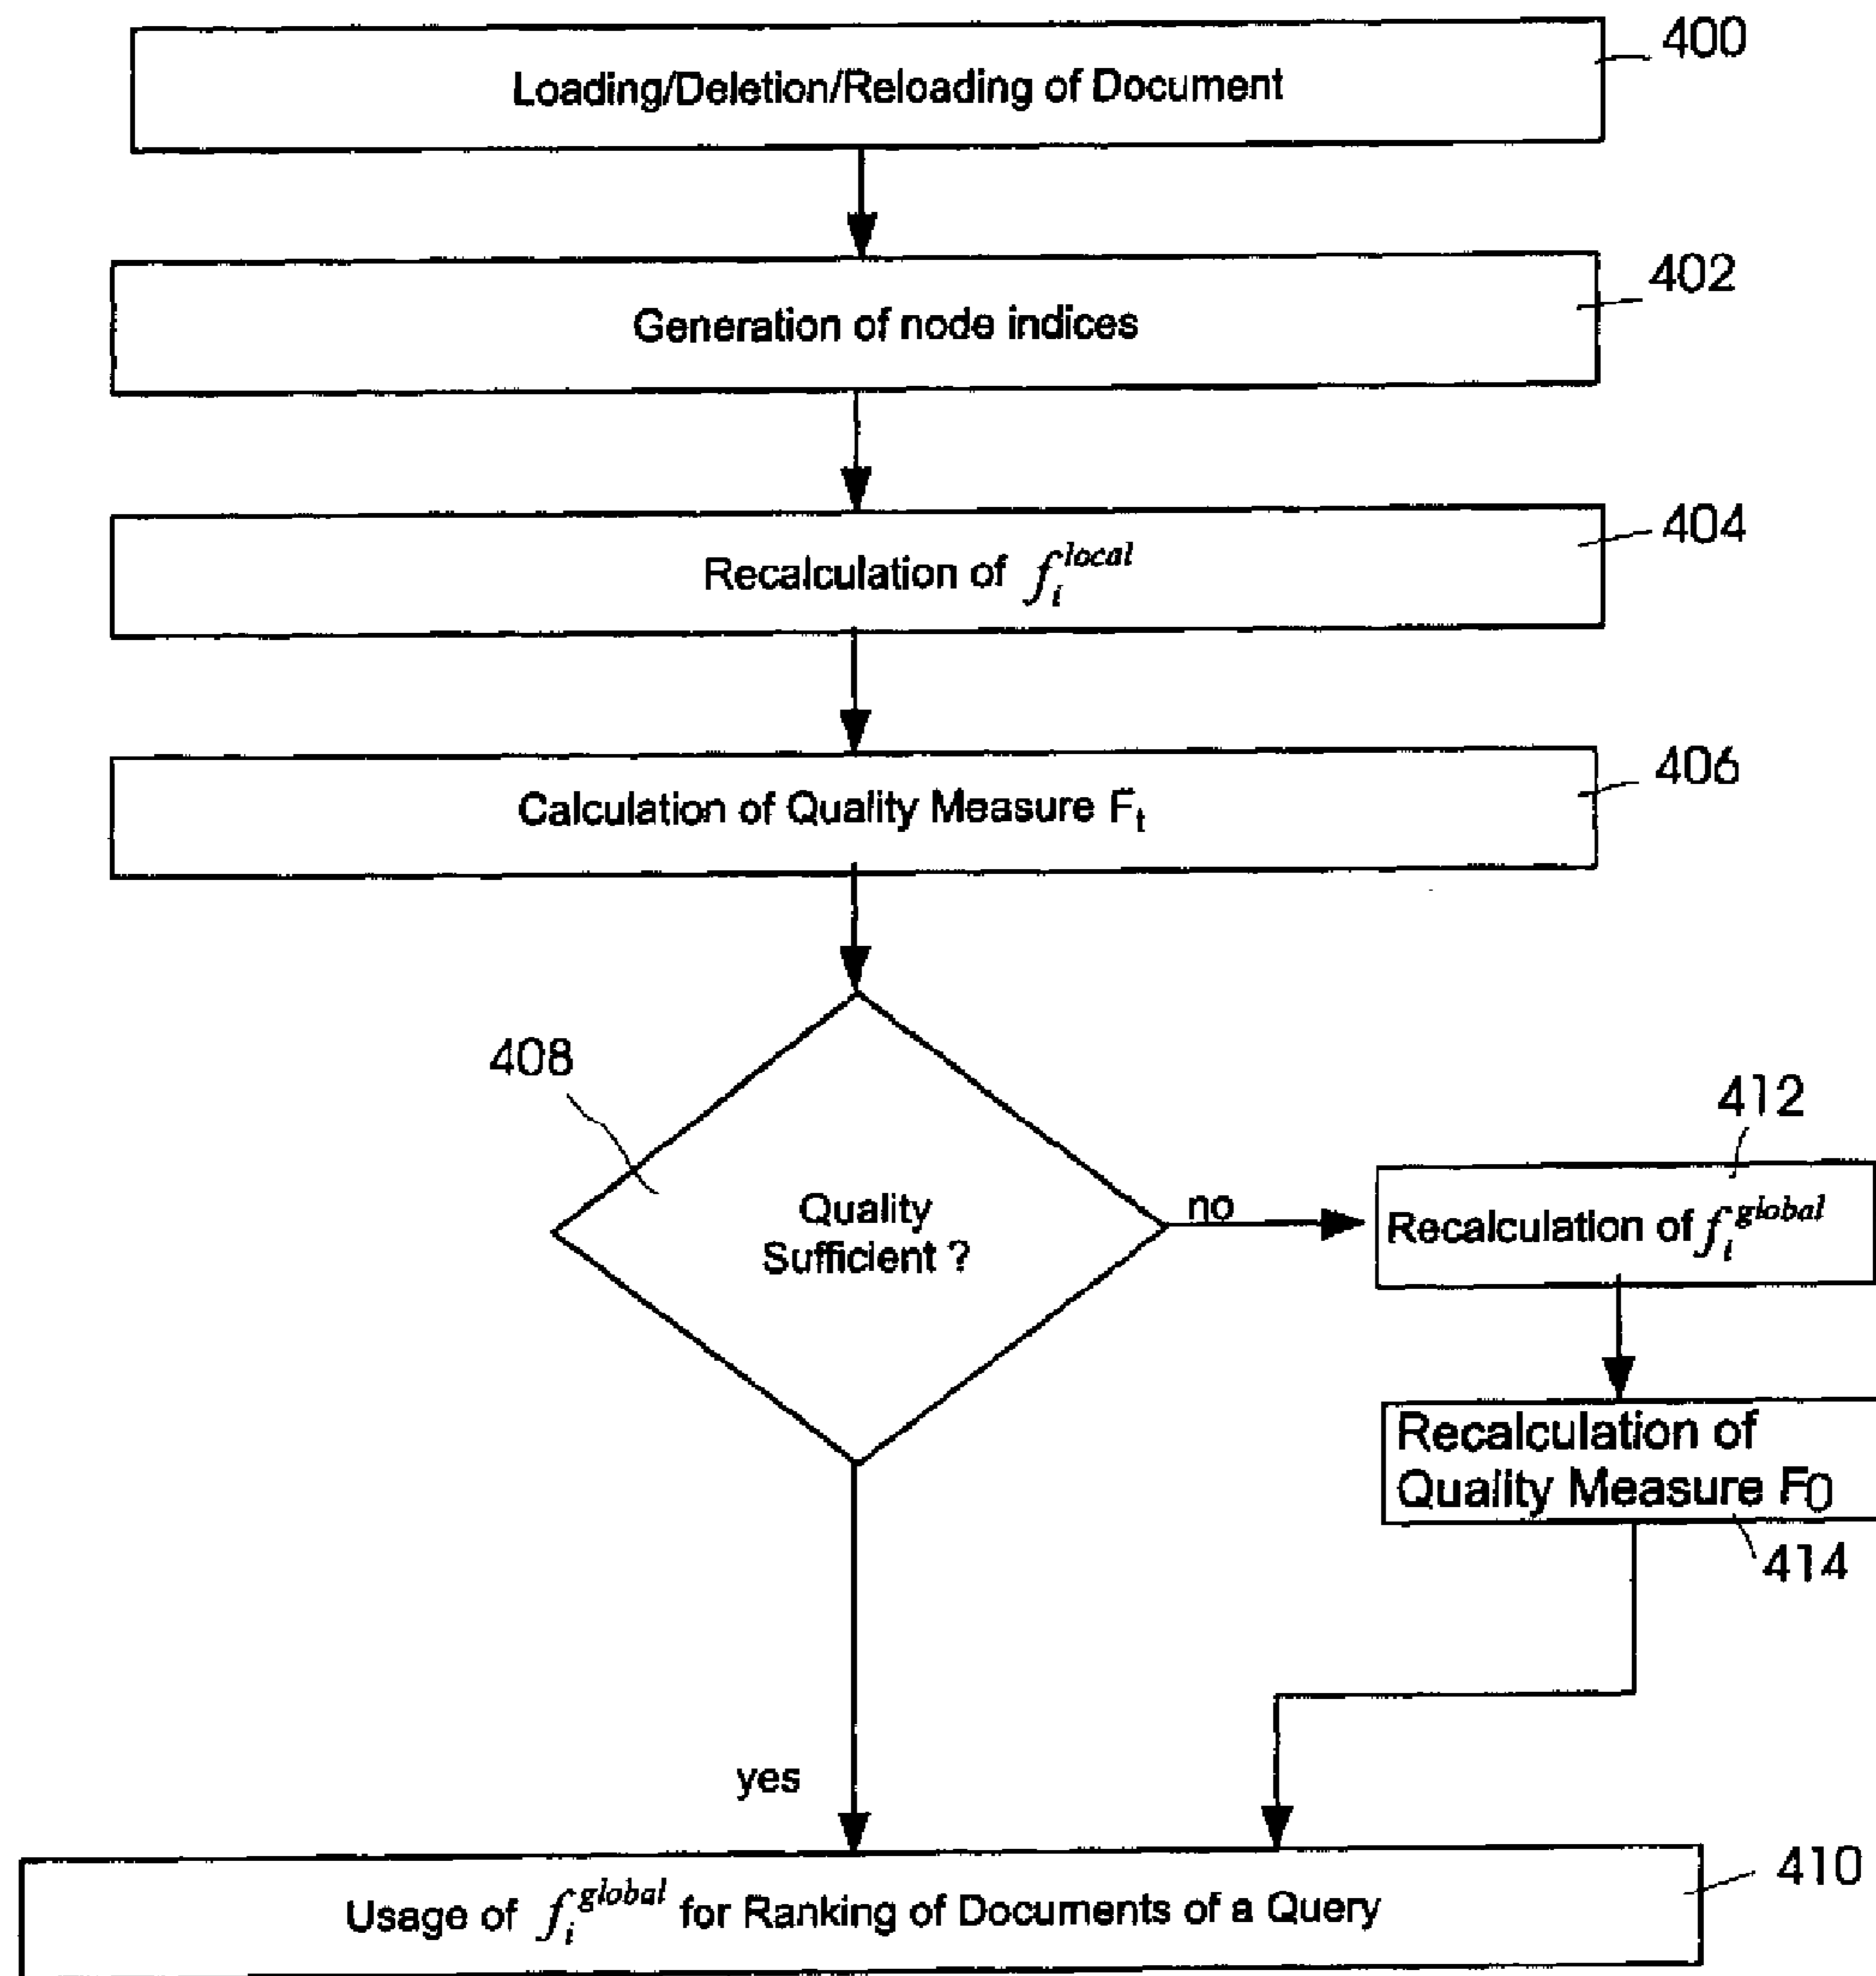 400
Loading/Deletion/Reloading of Document
402
Generation of node indices
404
Recalculation of f_i^{local}
406
Calculation of Quality Measure F_t
408
Quality
Sufficient ?
no
412
Recalculation of f_i^{global}
Recalculation of
Quality Measure F0
414
yes
410
Usage of f_i^{global} for Ranking of Documents of a Query